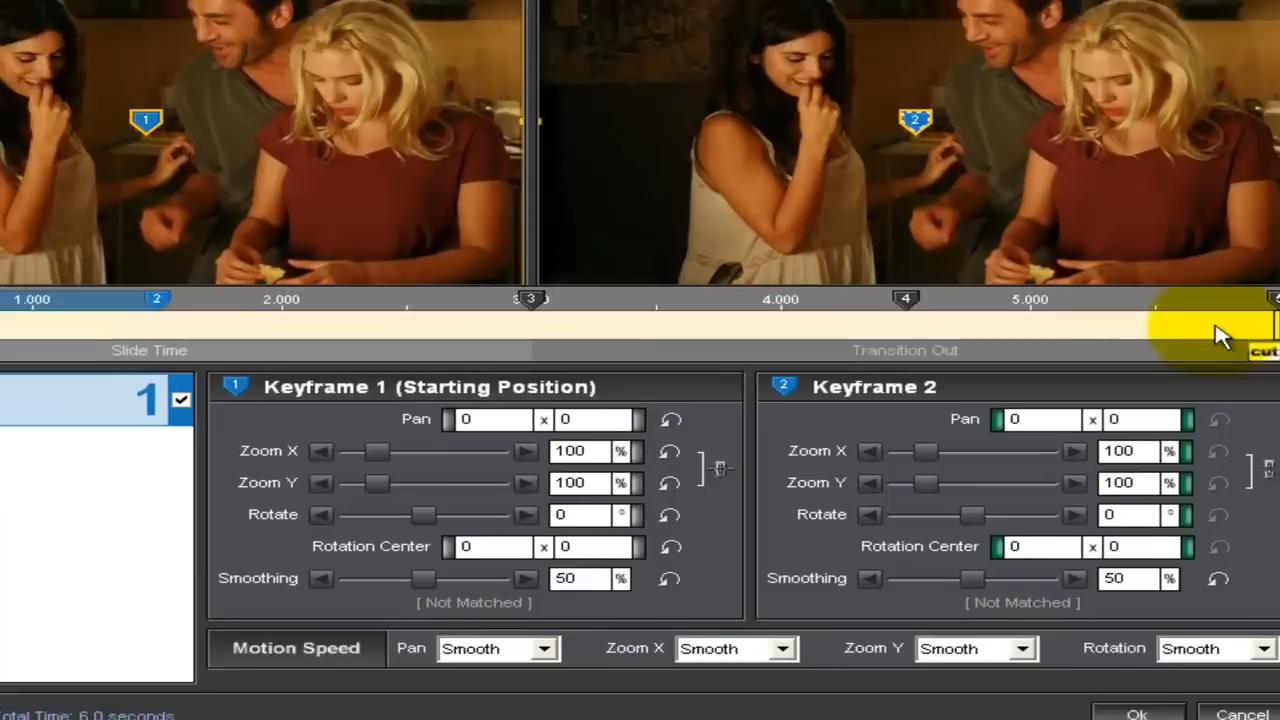 1
2
1.000
2
2.000
3
4.000
4
5.000
Slide Time
Transition Out
cut
1
1 Keyframe 1 (Starting Position)
Pan 0 x 0
Zoom X 100 %
Zoom Y 100 %
Rotate 0 °
Rotation Center 0 x 0
Smoothing 50 %
[ Not Matched ]
2 Keyframe 2
Pan 0 x 0
Zoom X 100 %
Zoom Y 100 %
Rotate 0 °
Rotation Center 0 x 0
Smoothing 50 %
[ Not Matched ]
Motion Speed Pan Smooth Zoom X Smooth Zoom Y Smooth Rotation Smooth
Total Time: 6.0 seconds
Ok Cancel